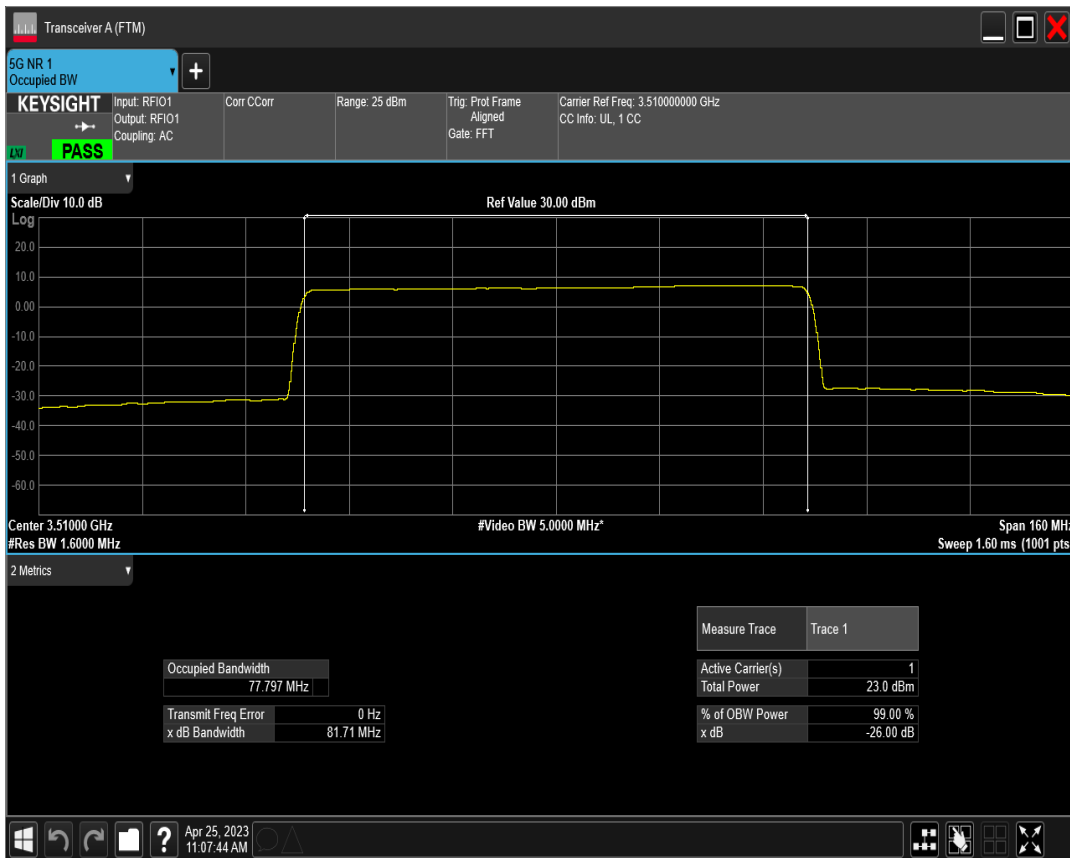 Transceiver A (FTM)
5G NR 1
Occupied BW
+
KEYSIGHT
LXI
PASS
Input: RFIO1
Output: RFIO1
Coupling: AC
Corr CCorr
Range: 25 dBm
Trig: Prot Frame
Aligned
Gate: FFT
Carrier Ref Freq: 3.510000000 GHz
CC Info: UL, 1 CC
1 Graph
Scale/Div 10.0 dB
Ref Value 30.00 dBm
Log
20.0
10.0
0.00
-10.0
-20.0
-30.0
-40.0
-50.0
-60.0
Center 3.51000 GHz
#Video BW 5.0000 MHz*
Span 160 MHz
#Res BW 1.6000 MHz
Sweep 1.60 ms (1001 pts
2 Metrics
Measure Trace Trace 1
Occupied Bandwidth
77.797 MHz
Active Carrier(s) 1
Total Power 23.0 dBm
Transmit Freq Error 0 Hz
x dB Bandwidth 81.71 MHz
% of OBW Power 99.00 %
x dB -26.00 dB
?
Apr 25, 2023
11:07:44 AM